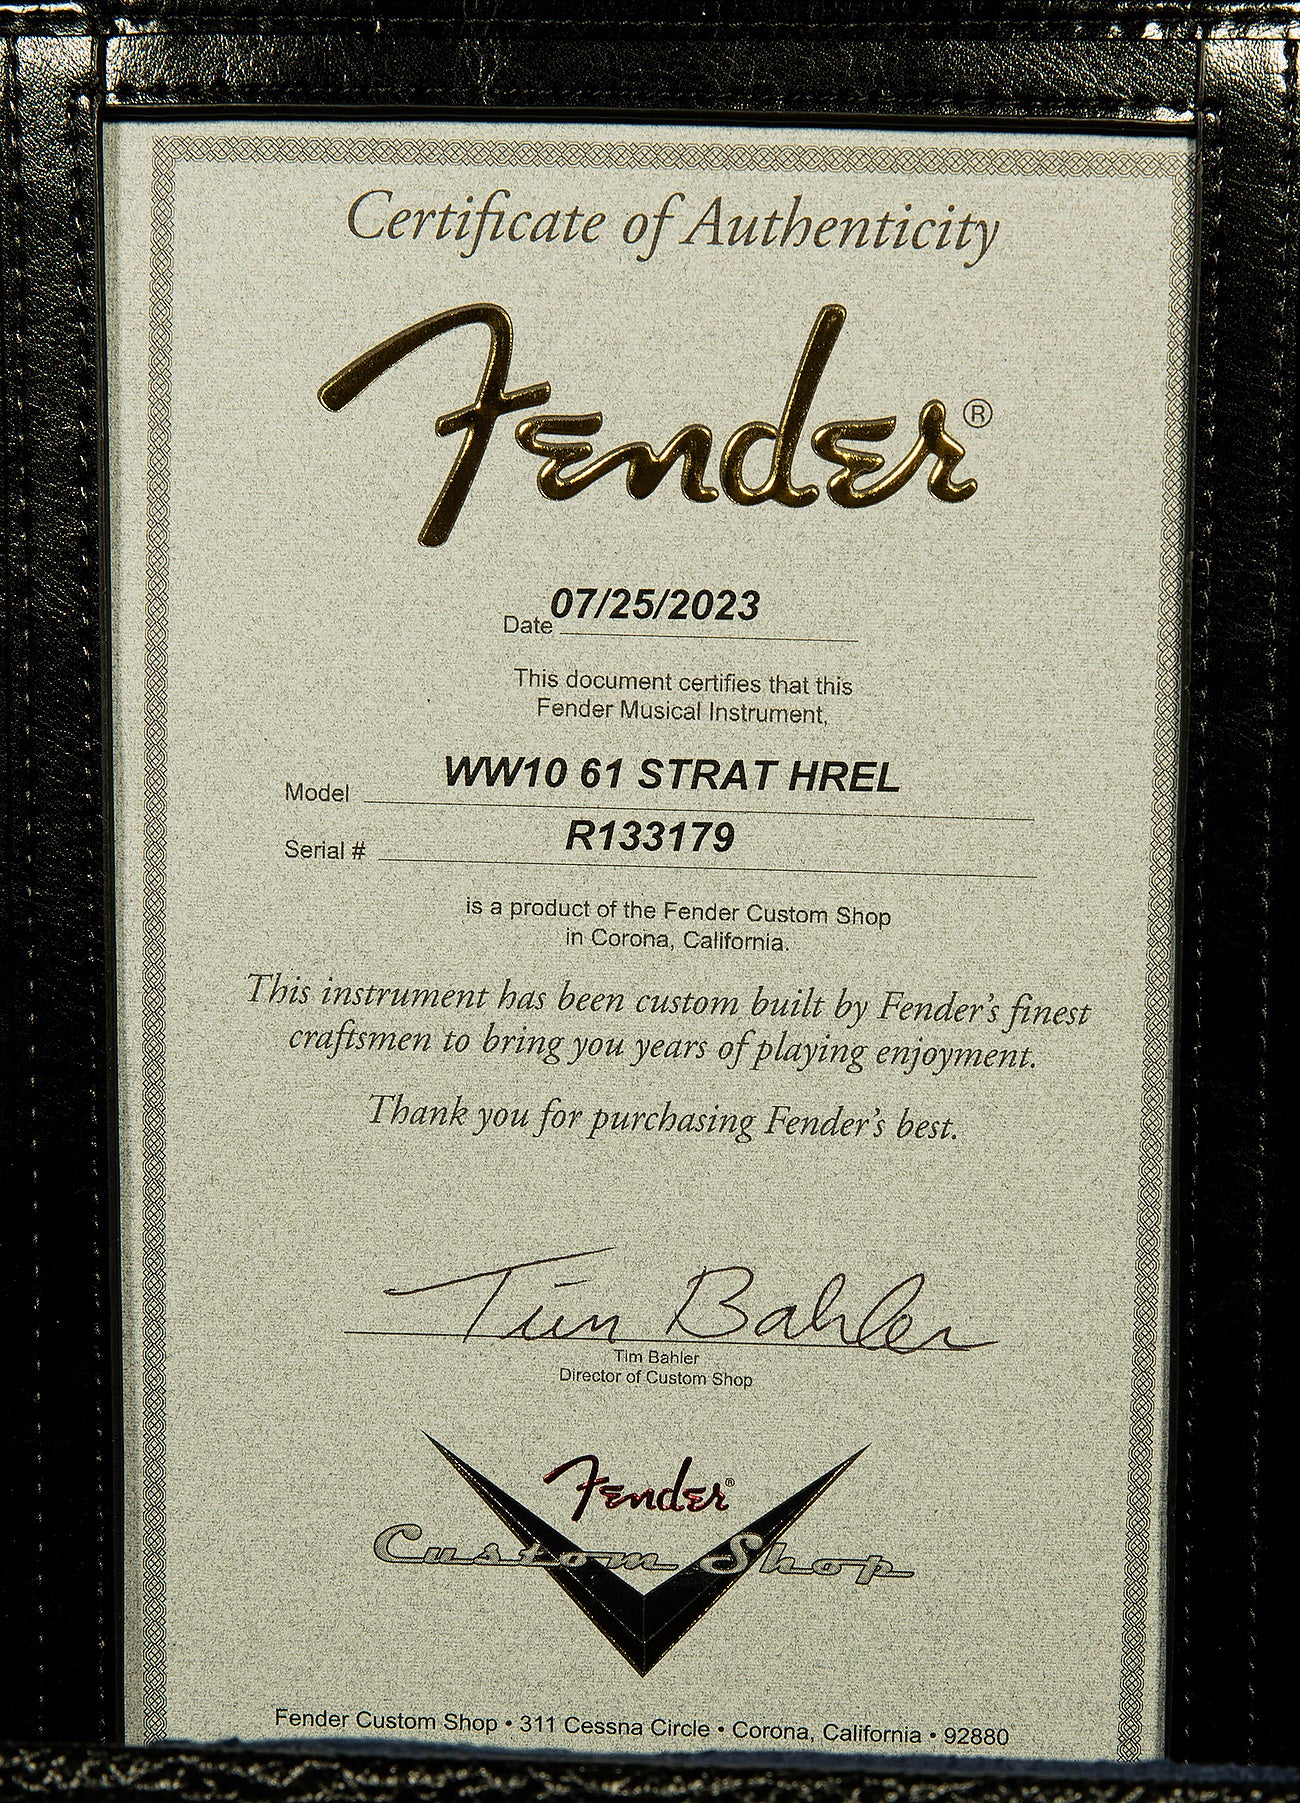 Certificate of Authenticity
Fender®
Date 07/25/2023
This document certifies that this
Fender Musical Instrument,
Model WW10 61 STRAT HREL
Serial # R133179
is a product of the Fender Custom Shop
in Corona, California.
This instrument has been custom built by Fender's finest
craftsmen to bring you years of playing enjoyment.
Thank you for purchasing Fender's best.
Tim Bahler
Tim Bahler
Director of Custom Shop
Fender®
Custom Shop
Fender Custom Shop • 311 Cessna Circle • Corona, California • 92880